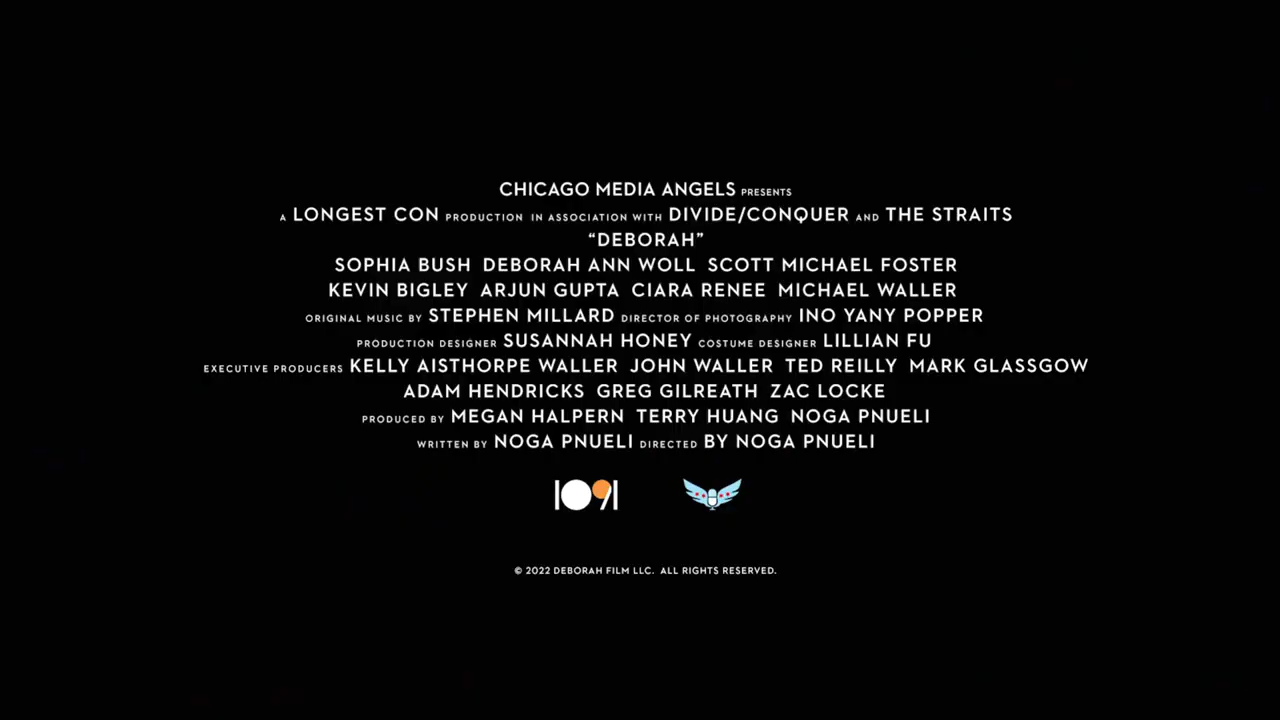 CHICAGO MEDIA ANGELS PRESENTS
A LONGEST CON PRODUCTION IN ASSOCIATION WITH DIVIDE/CONQUER AND THE STRAITS
“DEBORAH”
SOPHIA BUSH DEBORAH ANN WOLL SCOTT MICHAEL FOSTER
KEVIN BIGLEY ARJUN GUPTA CIARA RENEE MICHAEL WALLER
ORIGINAL MUSIC BY STEPHEN MILLARD DIRECTOR OF PHOTOGRAPHY INO YANY POPPER
PRODUCTION DESIGNER SUSANNAH HONEY COSTUME DESIGNER LILLIAN FU
EXECUTIVE PRODUCERS KELLY AISTHORPE WALLER JOHN WALLER TED REILLY MARK GLASSGOW
ADAM HENDRICKS GREG GILREATH ZAC LOCKE
PRODUCED BY MEGAN HALPERN TERRY HUANG NOGA PNUELI
WRITTEN BY NOGA PNUELI DIRECTED BY NOGA PNUELI
1091
© 2022 DEBORAH FILM LLC. ALL RIGHTS RESERVED.